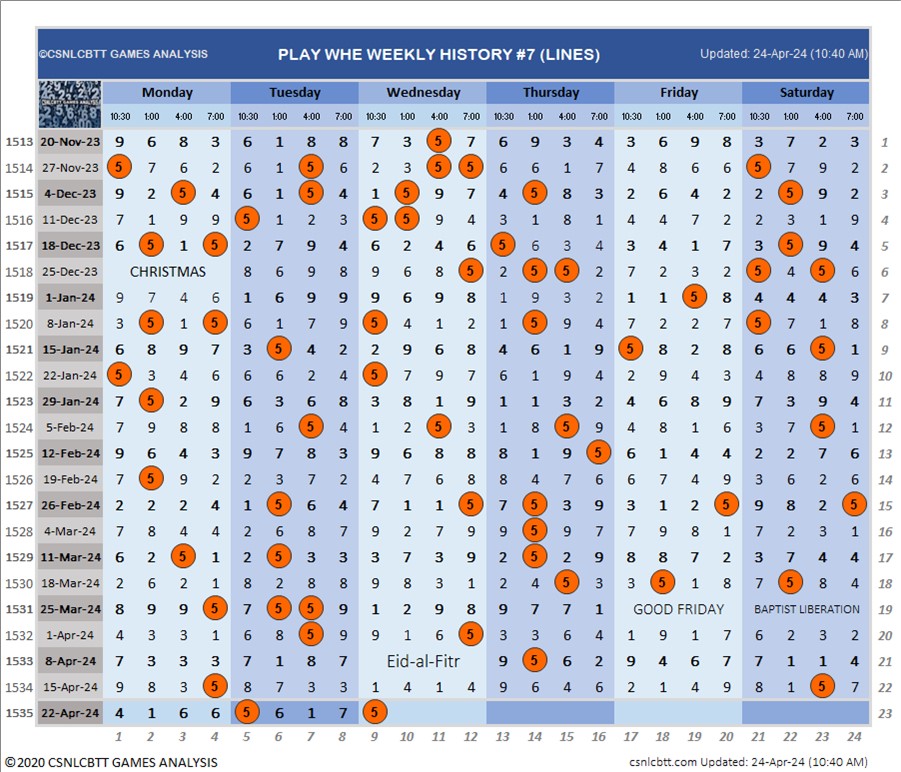 ©CSNLCBTT GAMES ANALYSIS PLAY WHE WEEKLY HISTORY #7 (LINES) Updated: 24-Apr-24 (10:40 AM)
Monday Tuesday Wednesday Thursday Friday Saturday
10:30 1:00 4:00 7:00 10:30 1:00 4:00 7:00 10:30 1:00 4:00 7:00 10:30 1:00 4:00 7:00 10:30 1:00 4:00 7:00 10:30 1:00 4:00 7:00
1513 20-Nov-23 9 6 8 3 6 1 8 8 7 3 5 7 6 9 3 4 3 6 9 8 3 7 2 3 1
1514 27-Nov-23 5 7 6 2 6 1 5 6 2 3 5 5 6 6 1 7 4 8 6 6 5 7 9 2 2
1515 4-Dec-23 9 2 5 4 6 1 5 4 1 5 9 7 4 5 8 3 2 6 4 2 2 5 9 2 3
1516 11-Dec-23 7 1 9 9 5 1 2 3 5 5 9 4 3 1 8 1 4 4 7 2 2 3 1 9 4
1517 18-Dec-23 6 5 1 5 2 7 9 4 6 2 4 6 5 6 3 4 3 4 1 7 3 5 9 4 5
1518 25-Dec-23 CHRISTMAS 8 6 9 8 9 6 8 5 2 5 5 2 7 2 3 2 5 4 5 6 6
1519 1-Jan-24 9 7 4 6 1 6 9 9 9 6 9 8 1 9 3 2 1 1 5 8 4 4 4 3 7
1520 8-Jan-24 3 5 1 5 6 1 7 9 5 4 1 2 1 5 9 4 7 2 2 7 5 7 1 8 8
1521 15-Jan-24 6 8 9 7 3 5 4 2 2 9 6 8 4 6 1 9 5 8 2 8 6 6 5 1 9
1522 22-Jan-24 5 3 4 6 6 6 2 4 5 7 9 7 6 1 9 4 2 9 4 3 4 8 8 9 10
1523 29-Jan-24 7 5 2 9 6 3 6 8 3 8 1 9 1 1 3 2 4 6 8 9 7 3 9 4 11
1524 5-Feb-24 7 9 8 8 1 6 5 4 1 2 5 3 1 8 5 9 4 8 1 6 3 7 5 1 12
1525 12-Feb-24 9 6 4 3 9 7 8 3 9 6 8 8 8 1 9 5 6 1 4 4 2 2 7 6 13
1526 19-Feb-24 7 5 9 2 2 3 7 2 4 7 6 8 8 4 7 6 6 7 4 9 3 6 2 6 14
1527 26-Feb-24 2 2 2 4 1 5 6 4 7 1 1 5 7 5 3 9 3 1 2 5 9 8 2 5 15
1528 4-Mar-24 7 8 4 4 2 6 8 7 9 2 7 9 9 5 9 7 7 9 8 1 7 2 3 1 16
1529 11-Mar-24 6 2 5 1 2 5 3 3 3 7 3 9 2 5 2 9 8 8 7 2 3 7 4 4 17
1530 18-Mar-24 2 6 2 1 8 2 8 8 9 8 3 1 2 4 5 3 3 5 1 8 7 5 8 4 18
1531 25-Mar-24 8 9 9 5 7 5 5 9 1 2 9 8 9 7 7 1 GOOD FRIDAY BAPTIST LIBERATION 19
1532 1-Apr-24 4 3 3 1 6 8 5 9 9 1 6 5 3 3 6 4 1 9 1 7 6 2 3 2 20
1533 8-Apr-24 7 3 3 3 7 1 8 7 Eid-al-Fitr 9 5 6 2 9 4 6 7 7 1 1 4 21
1534 15-Apr-24 9 8 3 5 8 7 3 3 1 4 1 4 9 6 4 6 2 1 4 9 8 1 5 7 22
1535 22-Apr-24 4 1 6 6 5 6 1 7 5 23
1 2 3 4 5 6 7 8 9 10 11 12 13 14 15 16 17 18 19 20 21 22 23 24
©2020 CSNLCBTT GAMES ANALYSIS csnlcbtt.com Updated: 24-Apr-24 (10:40 AM)